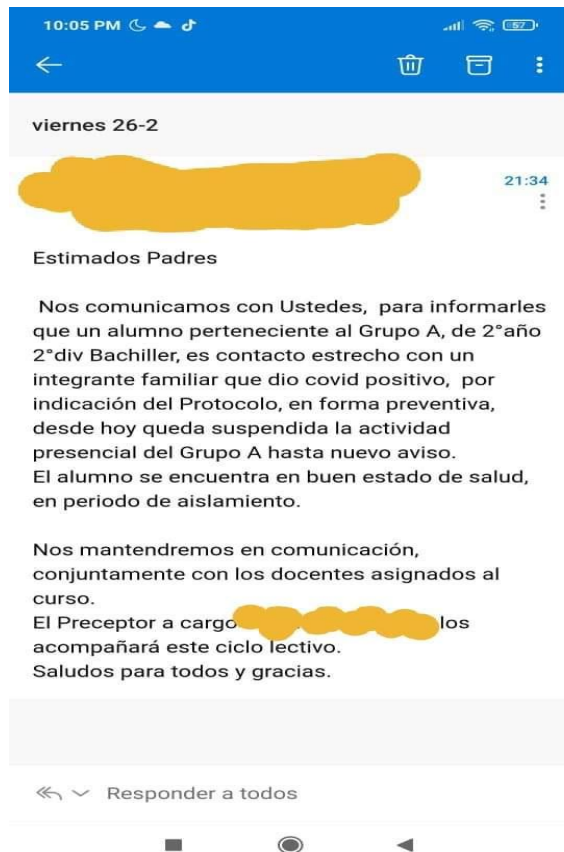 10:05 PM
57
viernes 26-2
21:34
Estimados Padres
Nos comunicamos con Ustedes, para informarles
que un alumno perteneciente al Grupo A, de 2°año
2°div Bachiller, es contacto estrecho con un
integrante familiar que dio covid positivo, por
indicación del Protocolo, en forma preventiva,
desde hoy queda suspendida la actividad
presencial del Grupo A hasta nuevo aviso.
El alumno se encuentra en buen estado de salud,
en periodo de aislamiento.
Nos mantendremos en comunicación,
conjuntamente con los docentes asignados al
curso.
El Preceptor a cargo los
acompañará este ciclo lectivo.
Saludos para todos y gracias.
Responder a todos